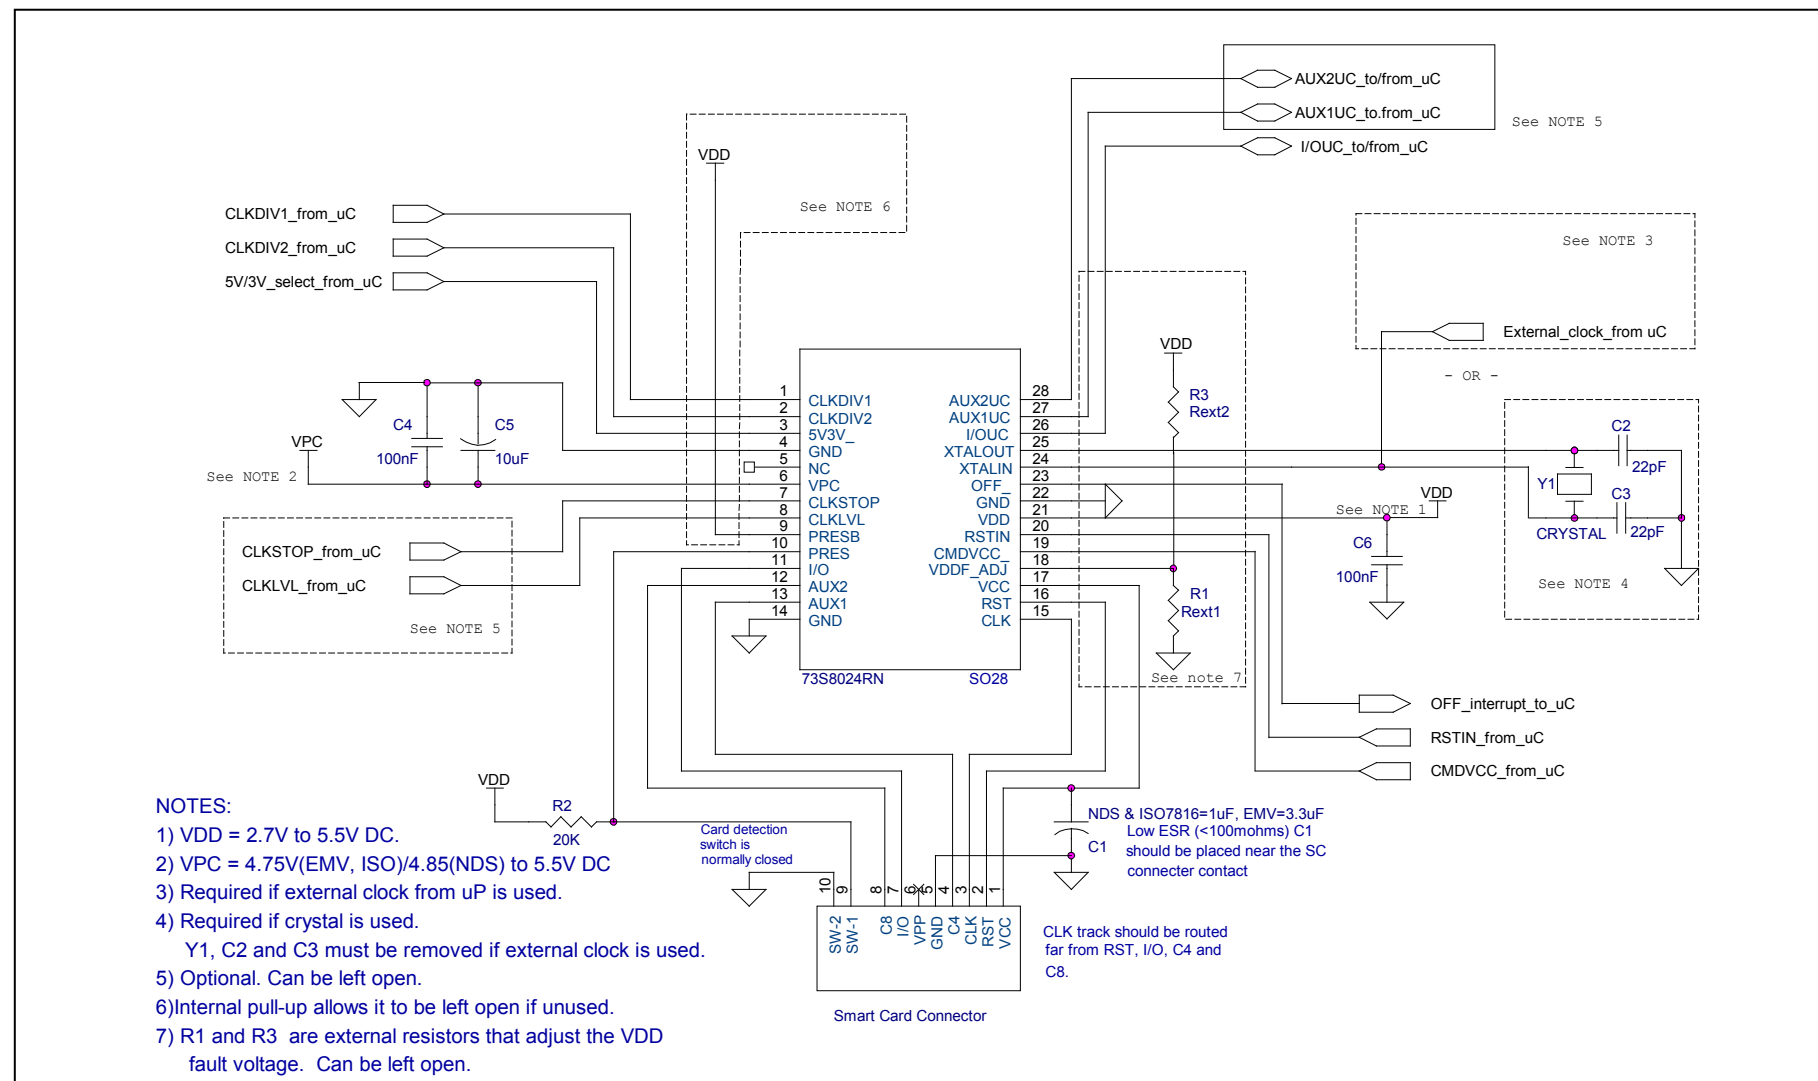 AUX2UC_to/from_uC
AUX1UC_to.from_uC
See NOTE 5
I/OUC_to/from_uC
VDD
See NOTE 6
CLKDIV1_from_uC
CLKDIV2_from_uC
5V/3V_select_from_uC
See NOTE 3
External_clock_from uC
- OR -
VDD
R3
Rext2
1
2
3
4
5
6
7
8
9
10
11
12
13
14
CLKDIV1
CLKDIV2
5V3V_
GND
NC
VPC
CLKSTOP
CLKLVL
PRESB
PRES
I/O
AUX2
AUX1
GND
AUX2UC
AUX1UC
I/OUC
XTALOUT
XTALIN
OFF_
GND
VDD
RSTIN
CMDVCC_
VDDF_ADJ
VCC
RST
CLK
28
27
26
25
24
23
22
21
20
19
18
17
16
15
73S8024RN
SO28
C4
100nF
C5
10uF
VPC
See NOTE 2
CLKSTOP_from_uC
CLKLVL_from_uC
See NOTE 5
R1
Rext1
See note 7
C2
22pF
Y1
C3
22pF
CRYSTAL
See NOTE 4
VDD
See NOTE 1
C6
100nF
OFF_interrupt_to_uC
RSTIN_from_uC
CMDVCC_from_uC
VDD
R2
20K
Card detection
switch is
normally closed
NDS & ISO7816=1uF, EMV=3.3uF
Low ESR (<100mohms) C1
should be placed near the SC
connecter contact
C1
10
9
8
7
6
5
4
3
2
1
SW-2
SW-1
C8
I/O
VPP
GND
C4
CLK
RST
VCC
CLK track should be routed
far from RST, I/O, C4 and
C8.
Smart Card Connector
NOTES:
1) VDD = 2.7V to 5.5V DC.
2) VPC = 4.75V(EMV, ISO)/4.85(NDS) to 5.5V DC
3) Required if external clock from uP is used.
4) Required if crystal is used.
Y1, C2 and C3 must be removed if external clock is used.
5) Optional. Can be left open.
6)Internal pull-up allows it to be left open if unused.
7) R1 and R3 are external resistors that adjust the VDD
fault voltage. Can be left open.